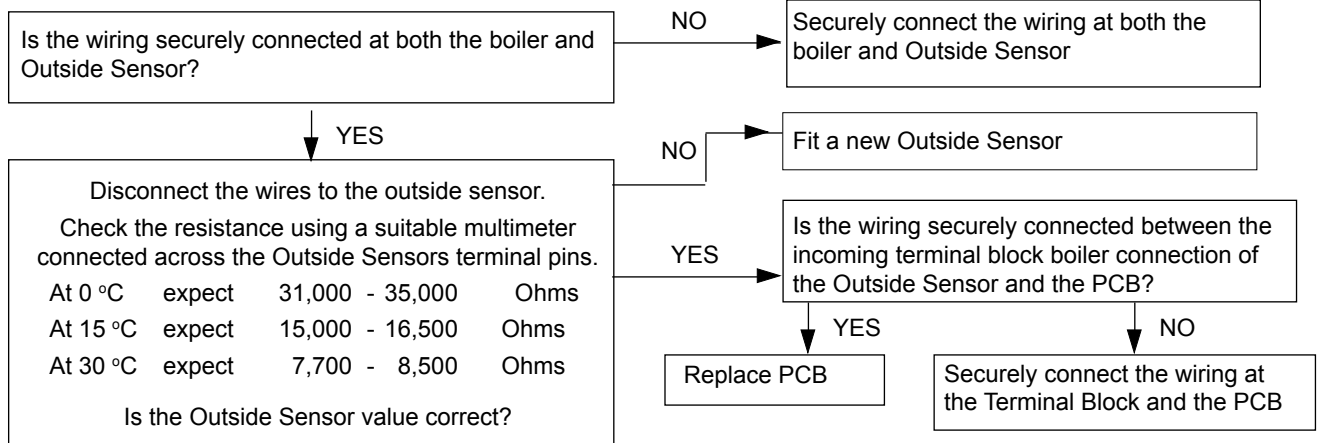 Is the wiring securely connected at both the boiler and
Outside Sensor?
NO
Securely connect the wiring at both the
boiler and Outside Sensor
YES
Disconnect the wires to the outside sensor.
Check the resistance using a suitable multimeter
connected across the Outside Sensors terminal pins.
At 0 °C expect 31,000 - 35,000 Ohms
At 15 °C expect 15,000 - 16,500 Ohms
At 30 °C expect 7,700 - 8,500 Ohms
Is the Outside Sensor value correct?
NO
Fit a new Outside Sensor
YES
Is the wiring securely connected between the
incoming terminal block boiler connection of
the Outside Sensor and the PCB?
YES
Replace PCB
NO
Securely connect the wiring at
the Terminal Block and the PCB